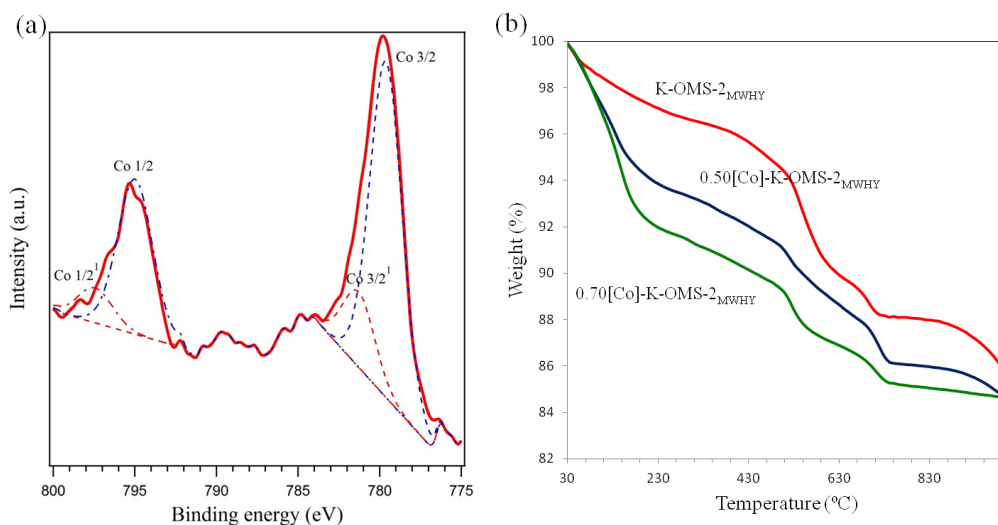 (a)
Co 3/2
Co 1/2
Co 1/2¹
Co 3/2¹
Intensity (a.u.)
800 795 790 785 780 775
Binding energy (eV)
(b)
100
98
96
94
92
90
88
86
84
82
K-OMS-2MWHY
0.50[Co]-K-OMS-2MWHY
0.70[Co]-K-OMS-2MWHY
Weight (%)
30 230 430 630 830
Temperature (ºC)